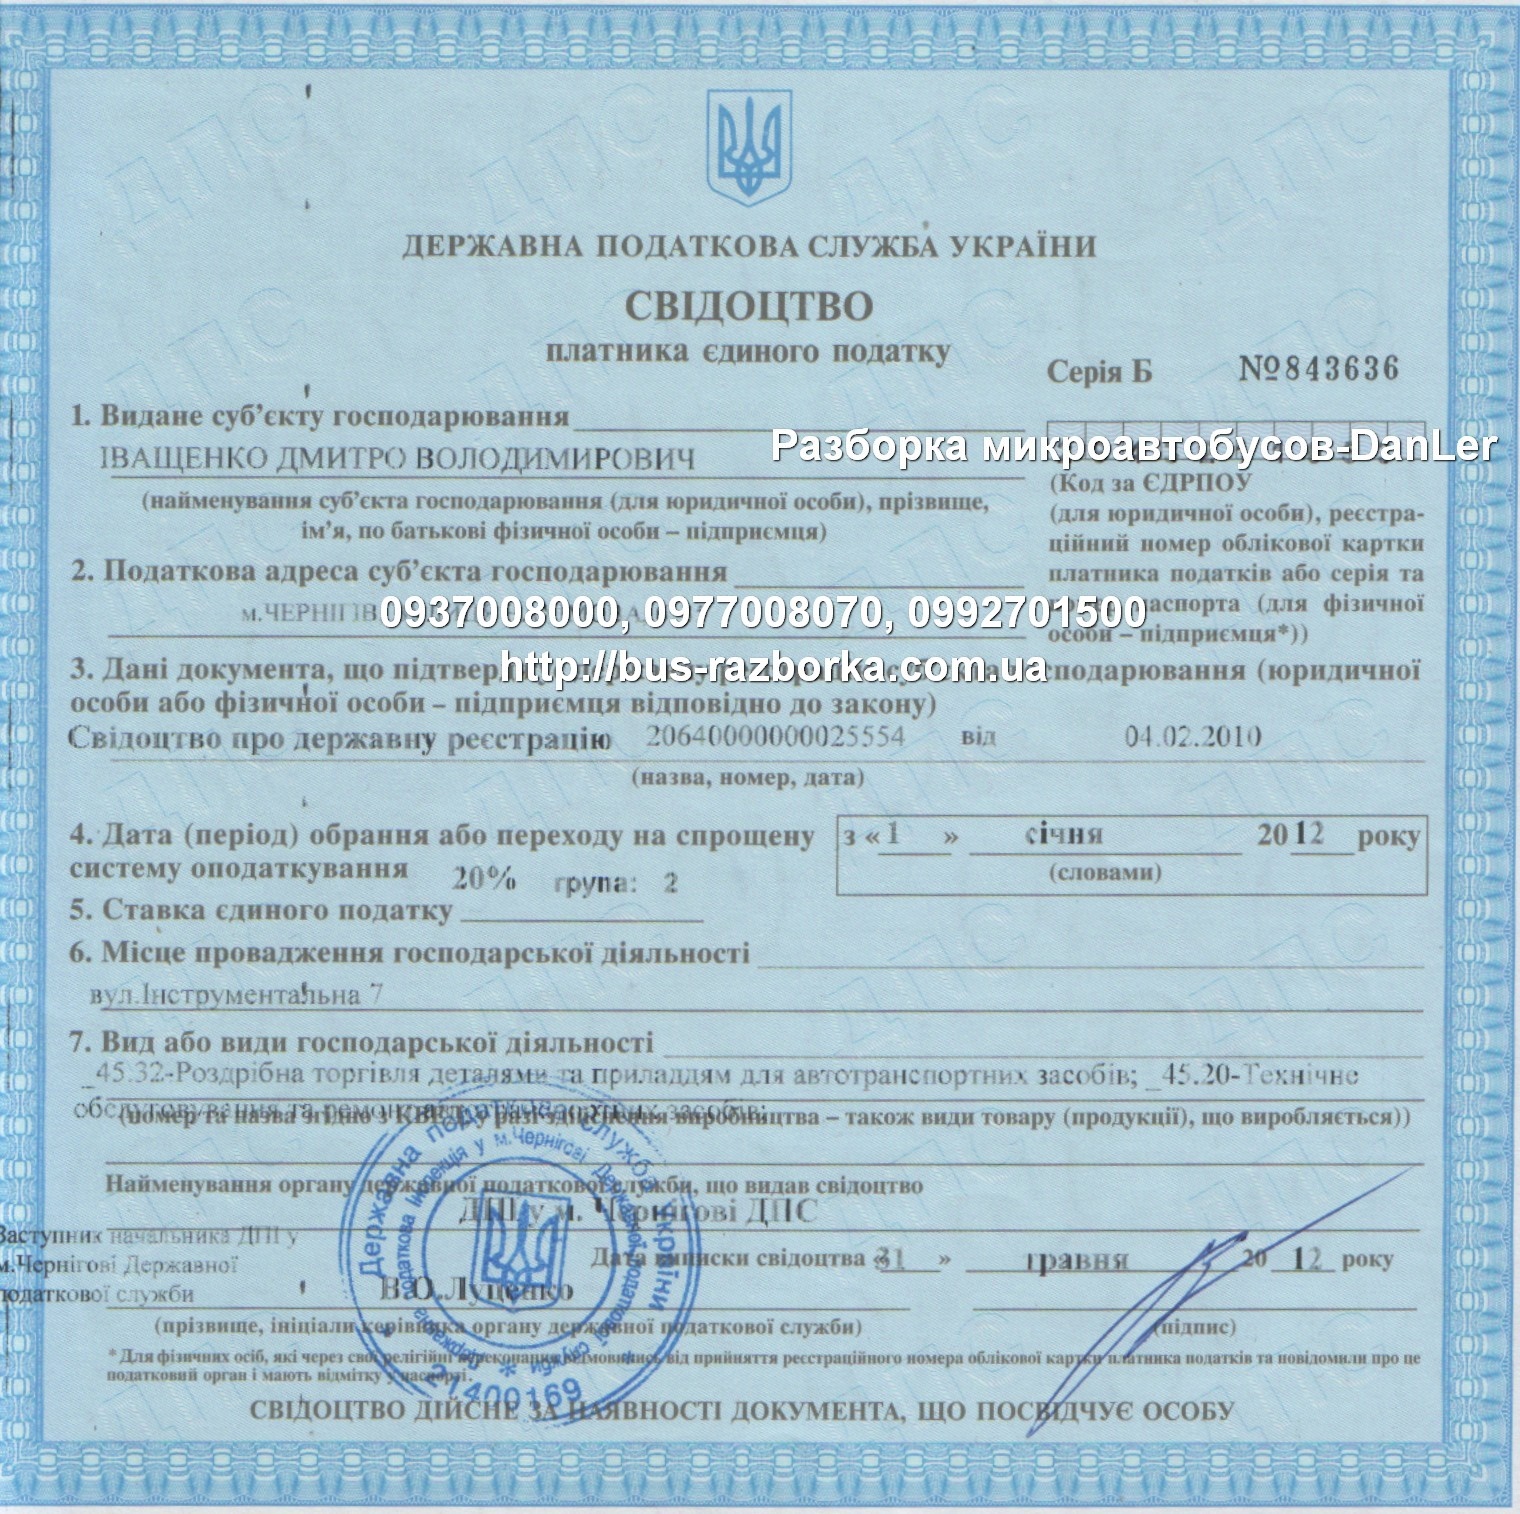 ДЕРЖАВНА ПОДАТКОВА СЛУЖБА УКРАЇНИ
СВІДОЦТВО
платника єдиного податку
Серія Б №843636
1. Видане суб’єкту господарювання
ІВАЩЕНКО ДМИТРО ВОЛОДИМИРОВИЧ
Разборка микроавтобусов-DanLer
(найменування суб’єкта господарювання (для юридичної особи), прізвище,
ім’я, по батькові фізичної особи – підприємця)
(Код за ЄДРПОУ
(для юридичної особи), реєстра-
ційний номер облікової картки
платника податків або серія та
паспорта (для фізичної
особи – підприємця*))
2. Податкова адреса суб’єкта господарювання
м.ЧЕРНІГІВ
0937008000, 0977008070, 0992701500
http://bus-razborka.com.ua
3. Дані документа, що господарювання (юридичної
особи або фізичної особи – підприємця відповідно до закону)
Свідоцтво про державну реєстрацію 20640000000025554 від 04.02.2010
(назва, номер, дата)
4. Дата (період) обрання або переходу на спрощену
систему оподаткування
з «1» січня 2012 року
(словами)
20% група: 2
5. Ставка єдиного податку
6. Місце провадження господарської діяльності
вул.Інструментальна 7
7. Вид або види господарської діяльності
_45.32-Роздрібна торгівля деталями та приладдям для автотранспортних засобів; _45.20-Технічне
обслуговування та ремонт автотранспортних засобів;
(номер та назва згідно з КВЕД, у разі здійснення виробництва – також види товару (продукції), що виробляється))
Найменування органу державної податкової служби, що видав свідоцтво
ДПІ у м. Чернігові ДПС
Заступник начальника ДПІ у
м.Чернігові Державної
податкової служби
Дата виписки свідоцтва «31» травня 2012 року
В.О.Луценко
(прізвище, ініціали керівника органу державної податкової служби)
(підпис)
* Для фізичних осіб, які через свої релігійні переконання відмовились від прийняття реєстраційного номера облікової картки платника податків та повідомили про це
податковий орган і мають відмітку у паспорті.
СВІДОЦТВО ДІЙСНЕ ЗА НАЯВНОСТІ ДОКУМЕНТА, ЩО ПОСВІДЧУЄ ОСОБУ
Державна податкова служба України
Державна податкова інспекція у м.Чернігові Державної податкової служби
21400169